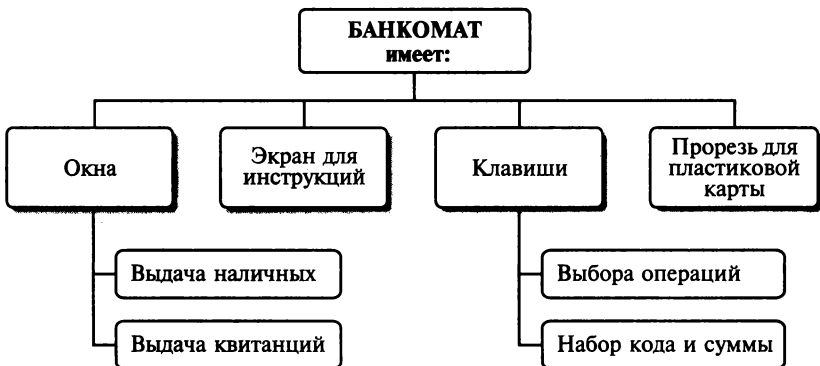 БАНКОМАТ
имеет:
Окна
Экран для
инструкций
Клавиши
Прорезь для
пластиковой
карты
Выдача наличных
Выдача квитанций
Выбора операций
Набор кода и суммы